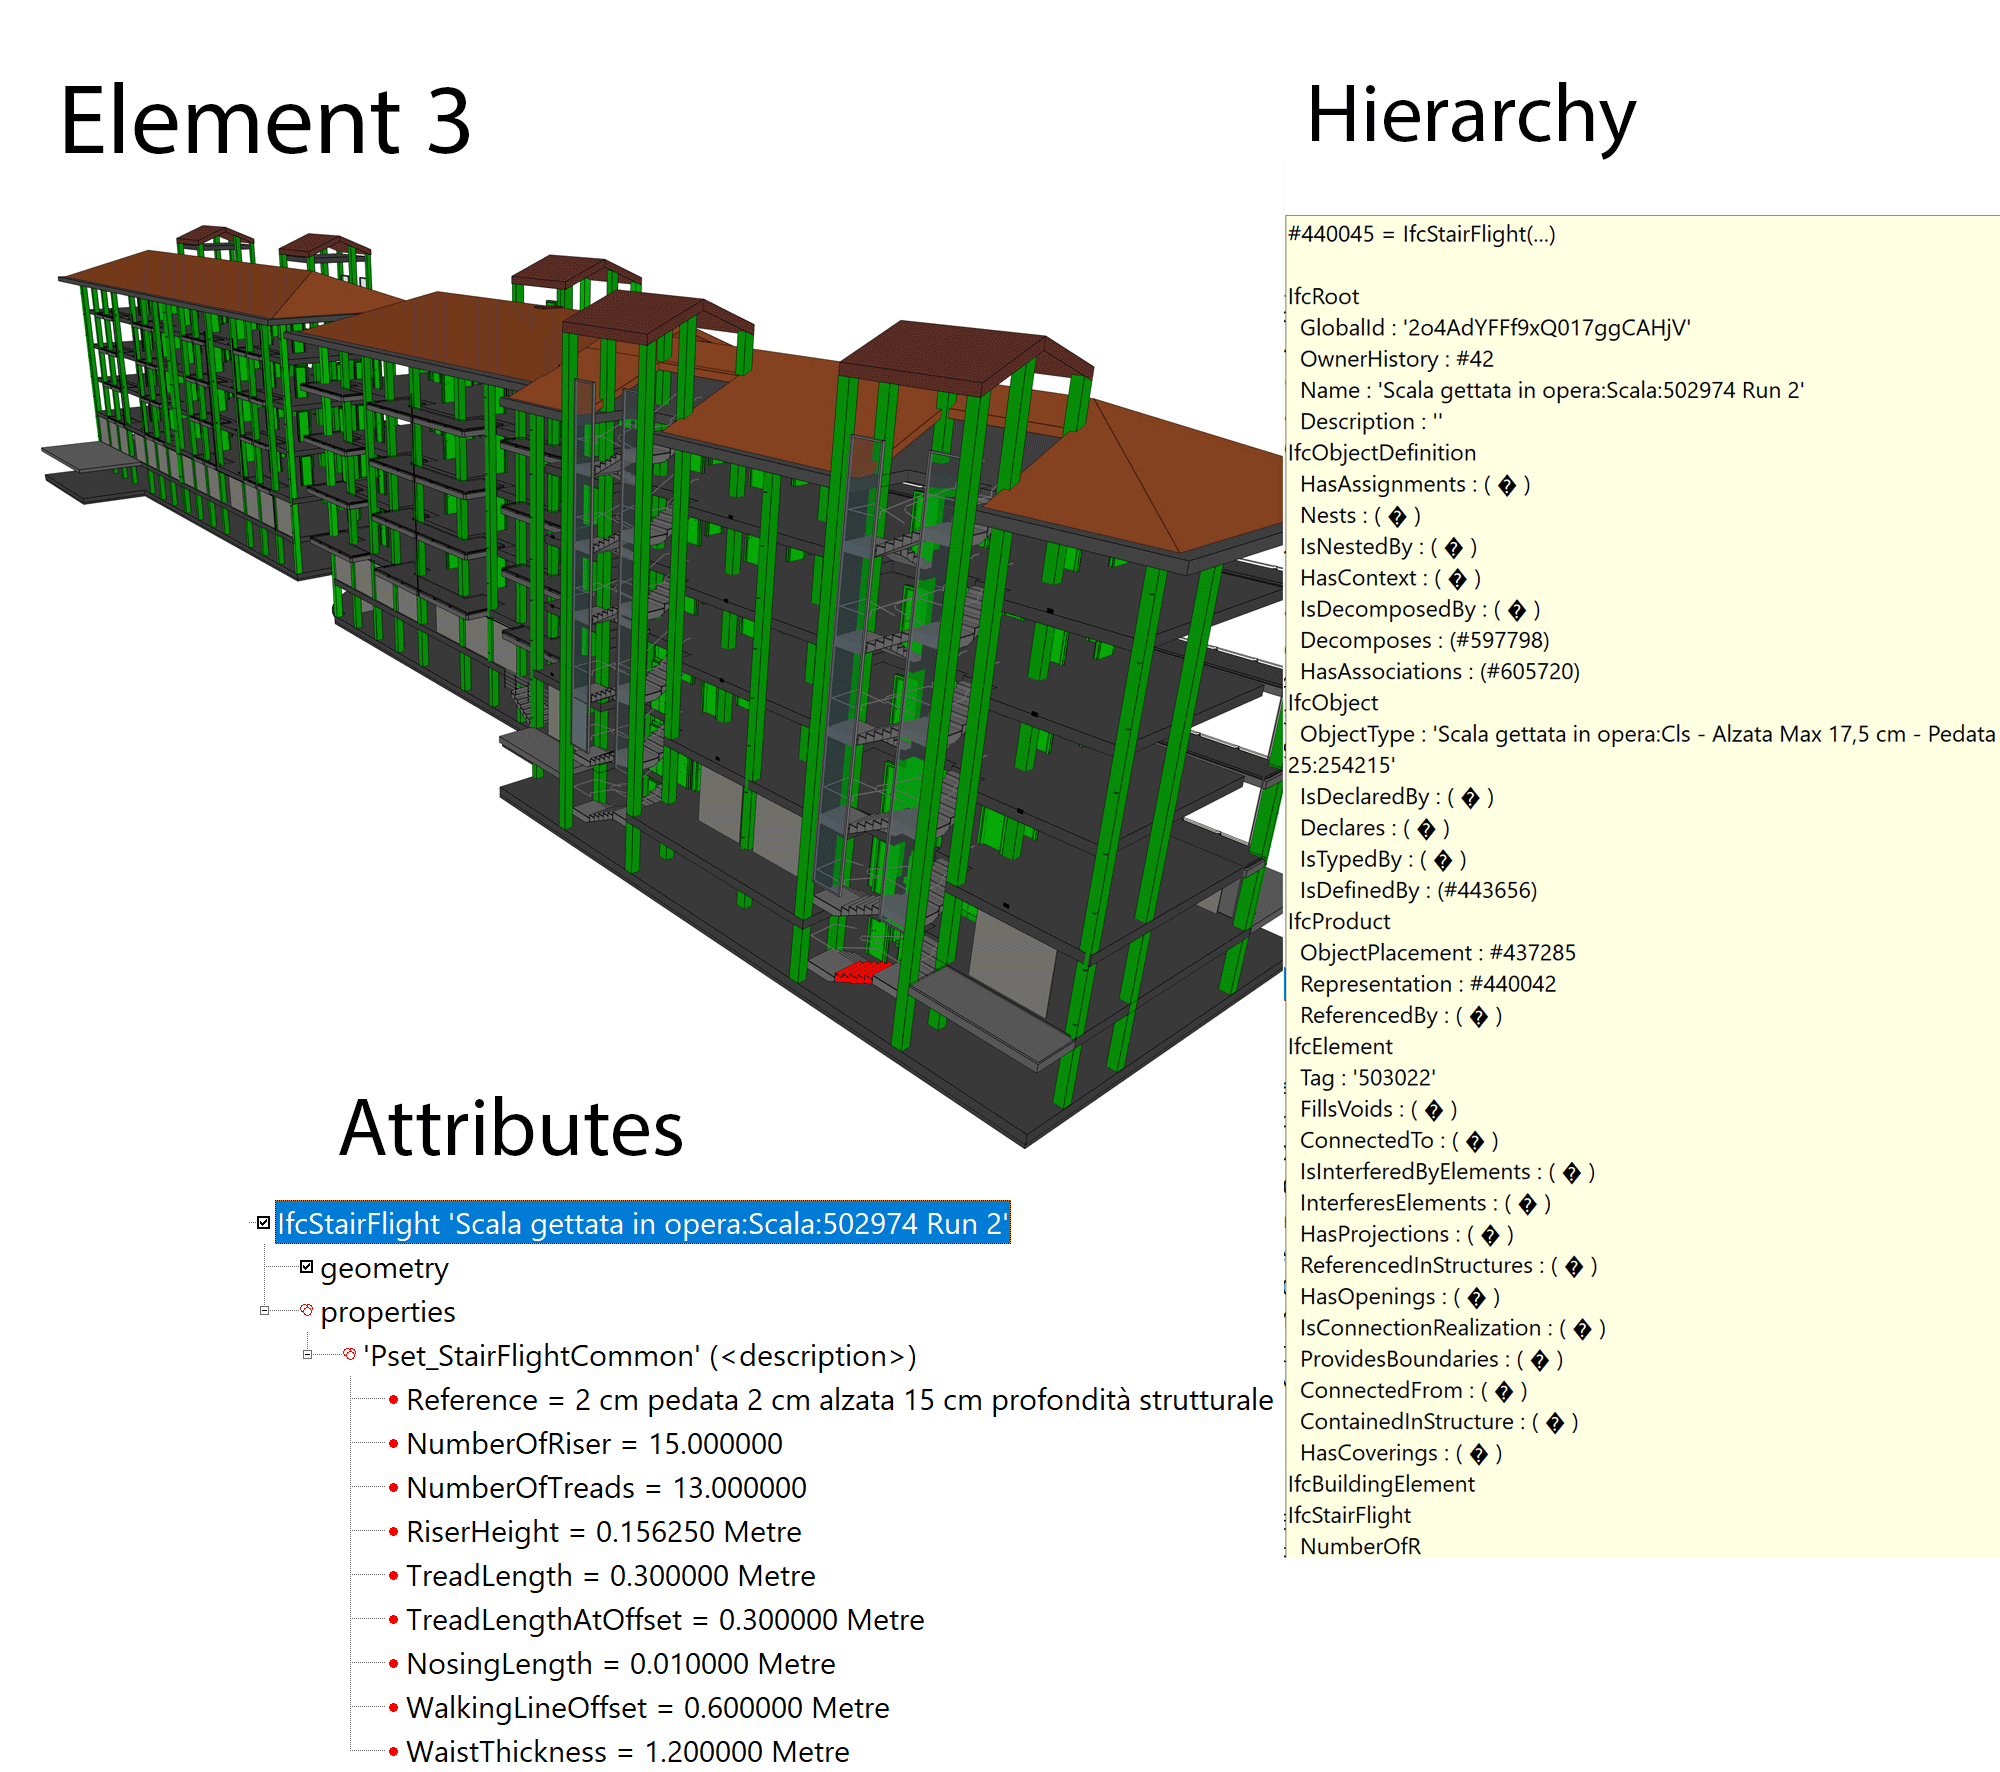 Element 3
Hierarchy
#440045 = IfcStairFlight(...)
IfcRoot
GlobalId : '2o4AdYFFf9xQ017ggCAHjV'
OwnerHistory : #42
Name : 'Scala gettata in opera:Scala:502974 Run 2'
Description : ''
IfcObjectDefinition
HasAssignments : ( � )
Nests : ( � )
IsNestedBy : ( � )
HasContext : ( � )
IsDecomposedBy : ( � )
Decomposes : (#597798)
HasAssociations : (#605720)
IfcObject
ObjectType : 'Scala gettata in opera:Cls - Alzata Max 17,5 cm - Pedata
25:254215'
IsDeclaredBy : ( � )
Declares : ( � )
IsTypedBy : ( � )
IsDefinedBy : (#443656)
IfcProduct
ObjectPlacement : #437285
Representation : #440042
ReferencedBy : ( � )
IfcElement
Tag : '503022'
FillsVoids : ( � )
ConnectedTo : ( � )
IsInterferedByElements : ( � )
InterferesElements : ( � )
HasProjections : ( � )
ReferencedInStructures : ( � )
HasOpenings : ( � )
IsConnectionRealization : ( � )
ProvidesBoundaries : ( � )
ConnectedFrom : ( � )
ContainedInStructure : ( � )
HasCoverings : ( � )
IfcBuildingElement
IfcStairFlight
NumberOfR
Attributes
IfcStairFlight 'Scala gettata in opera:Scala:502974 Run 2'
geometry
properties
'Pset_StairFlightCommon' (<description>)
Reference = 2 cm pedata 2 cm alzata 15 cm profondità strutturale
NumberOfRiser = 15.000000
NumberOfTreads = 13.000000
RiserHeight = 0.156250 Metre
TreadLength = 0.300000 Metre
TreadLengthAtOffset = 0.300000 Metre
NosingLength = 0.010000 Metre
WalkingLineOffset = 0.600000 Metre
WaistThickness = 1.200000 Metre